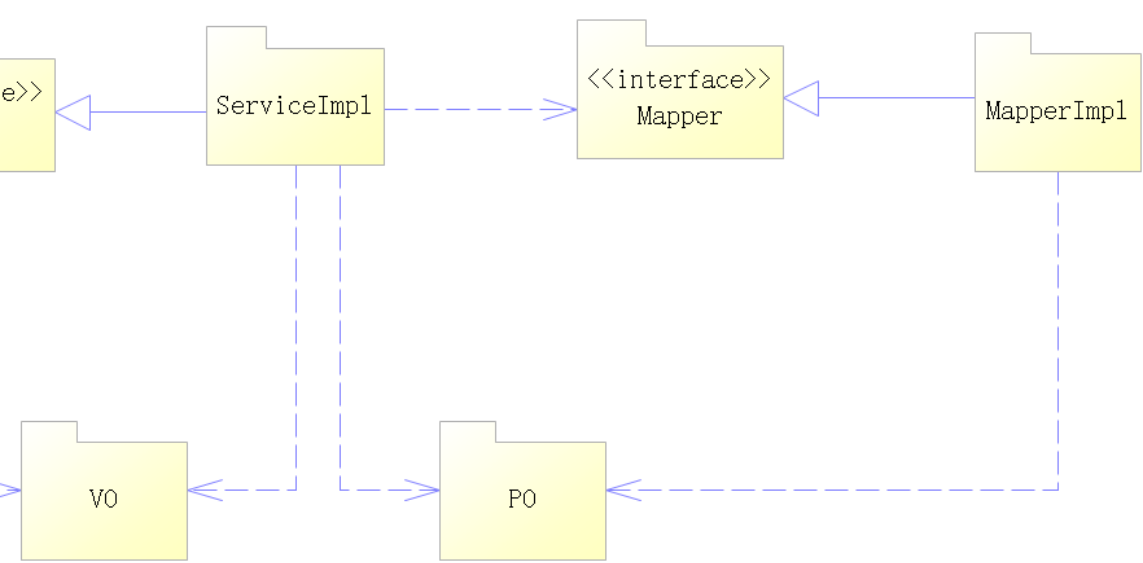 e>>
ServiceImpl
<<interface>>
Mapper
MapperImpl
VO
PO